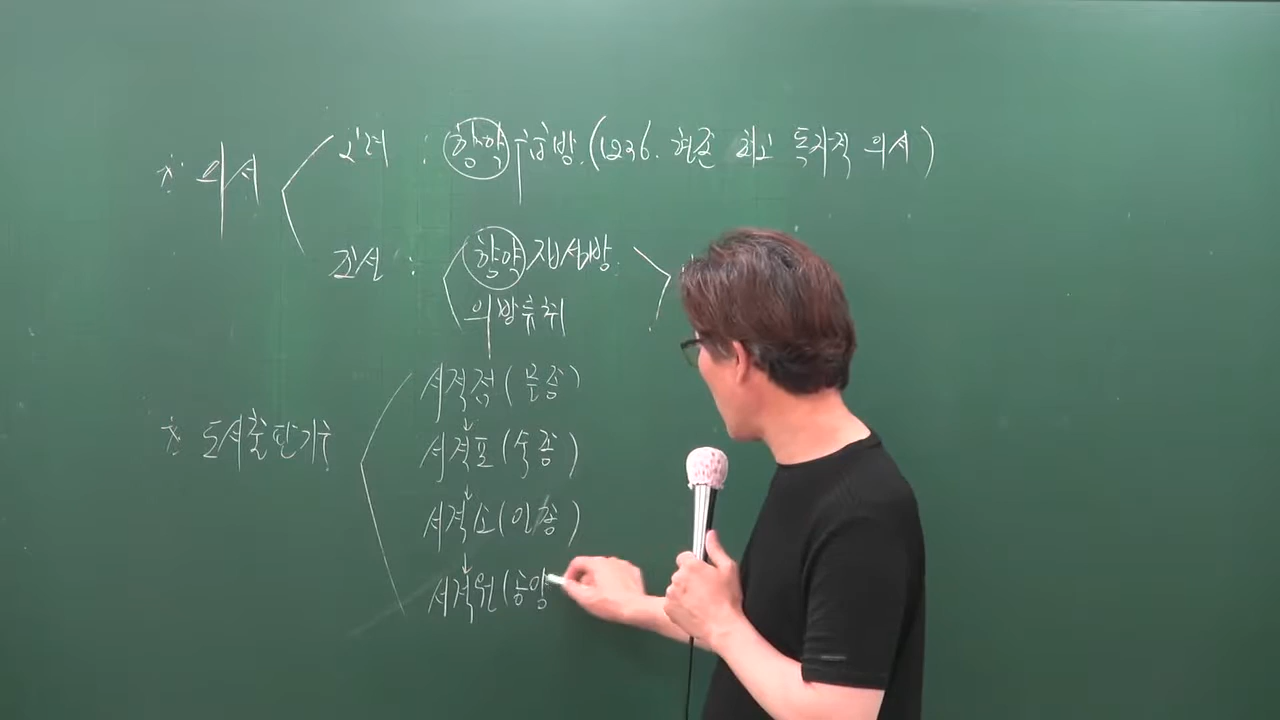 ※ 의서
고려 : 향약구급방 (1236. 현존 최고 독자적 의서)
조선 : 향약집성방
의방유취
※ 도서출판기구
서적점 (문종)
↓
서적포 (숙종)
↓
서적소 (인종)
↓
서적원 (공양